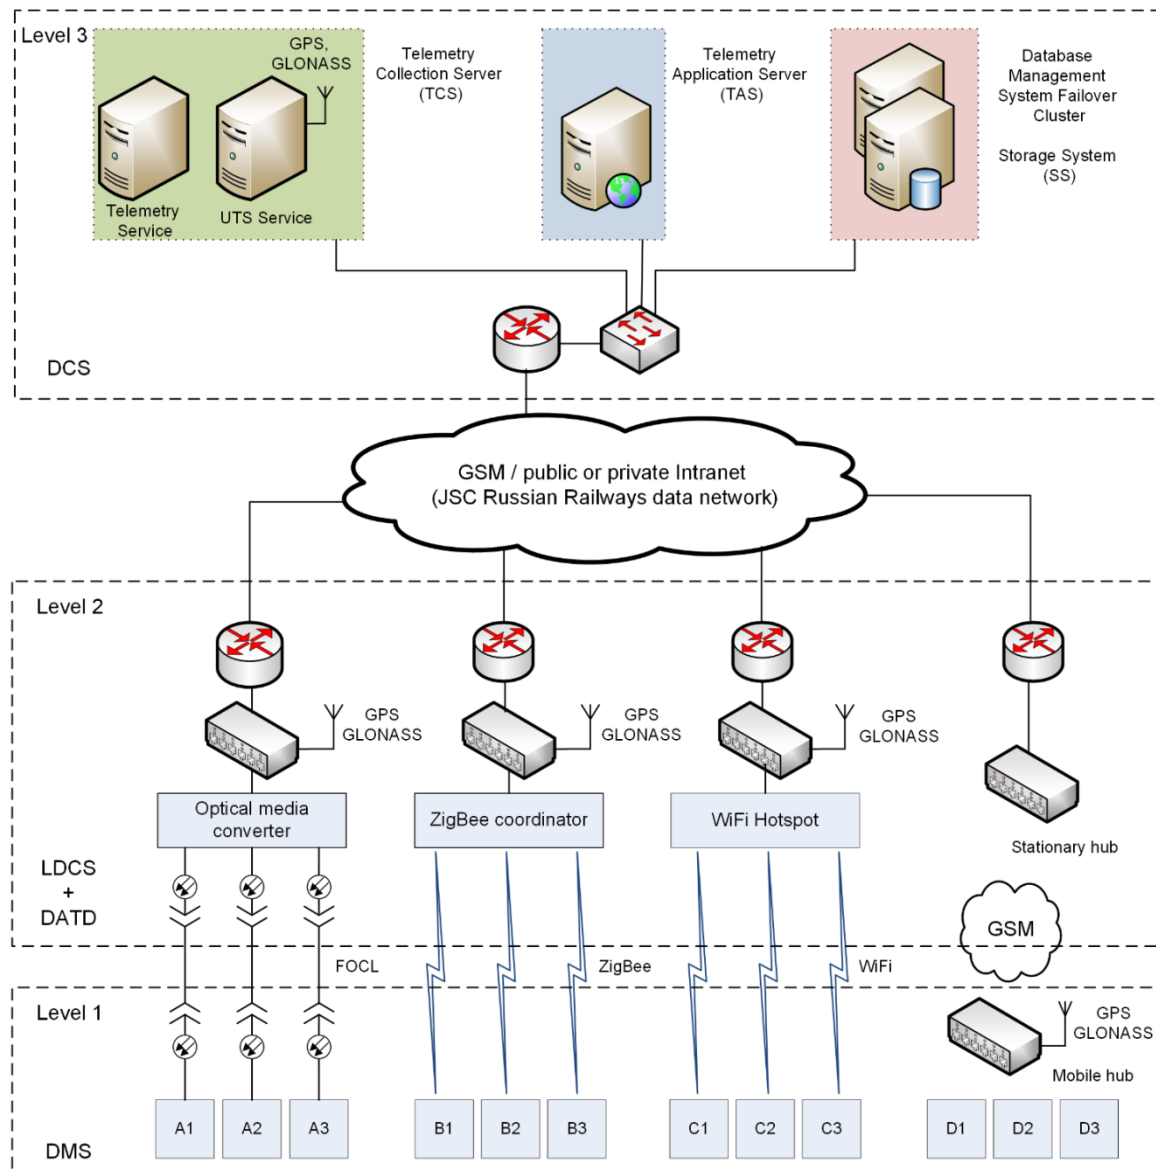 Level 3
GPS,
GLONASS
Telemetry
Service
UTS Service
Telemetry
Collection Server
(TCS)
Telemetry
Application Server
(TAS)
Database
Management
System Failover
Cluster
Storage System
(SS)
DCS
GSM / public or private Intranet
(JSC Russian Railways data network)
Level 2
GPS
GLONASS
GPS
GLONASS
GPS
GLONASS
Optical media
converter
ZigBee coordinator
WiFi Hotspot
Stationary hub
LDCS
+
DATD
GSM
FOCL
ZigBee
WiFi
Level 1
GPS
GLONASS
Mobile hub
DMS
A1
A2
A3
B1
B2
B3
C1
C2
C3
D1
D2
D3